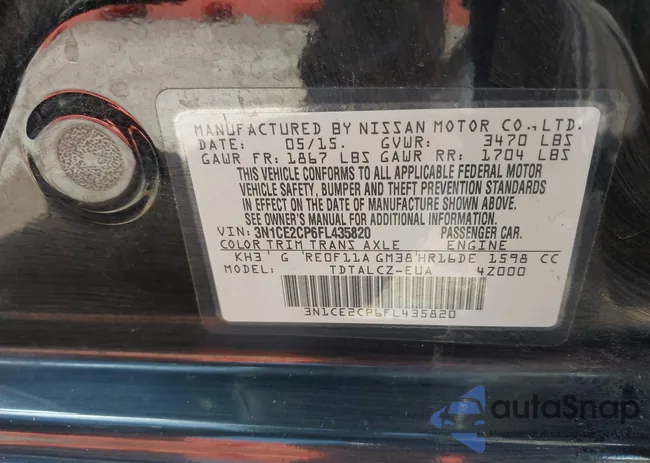 MANUFACTURED BY NISSAN MOTOR CO., LTD.
DATE: 05/15. GVWR: 3470 LBS
GAWR FR: 1867 LBS GAWR RR: 1704 LBS
THIS VEHICLE CONFORMS TO ALL APPLICABLE FEDERAL MOTOR
VEHICLE SAFETY, BUMPER AND THEFT PREVENTION STANDARDS
IN EFFECT ON THE DATE OF MANUFACTURE SHOWN ABOVE.
SEE OWNER'S MANUAL FOR ADDITIONAL INFORMATION.
VIN: 3N1CE2CP6FL435820 PASSENGER CAR.
COLOR TRIM TRANS AXLE ENGINE
KH3 G RE0F11A GM38 HR16DE 1598 CC
MODEL: TDTALCZ-EUA 42000
3N1CE2CP6FL435820
autoSnap